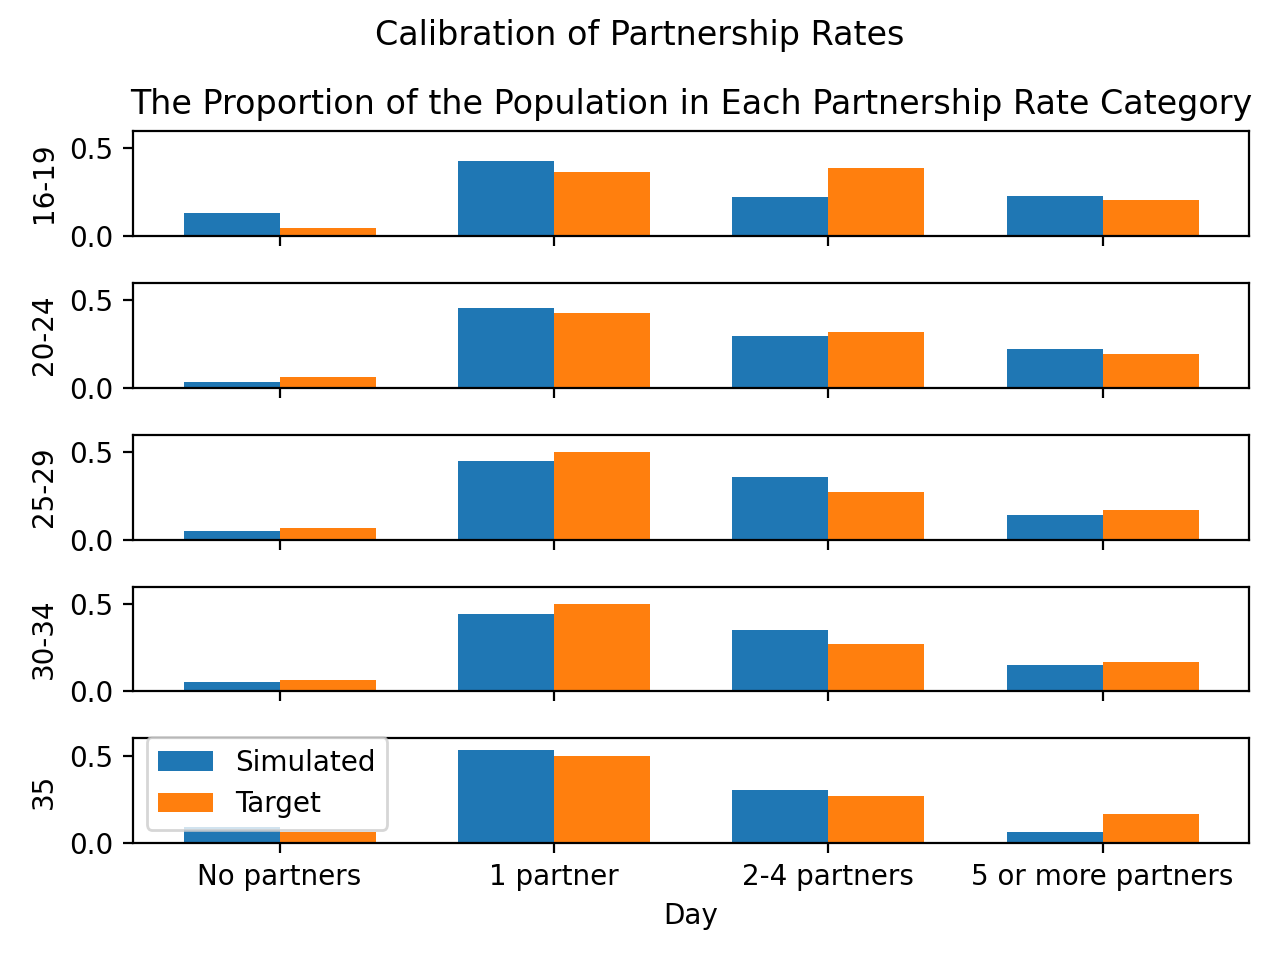 Calibration of Partnership Rates
The Proportion of the Population in Each Partnership Rate Category
16-19
0.5
0.0
20-24
0.5
0.0
25-29
0.5
0.0
30-34
0.5
0.0
35
0.5
0.0
Simulated
Target
No partners
1 partner
2-4 partners
5 or more partners
Day